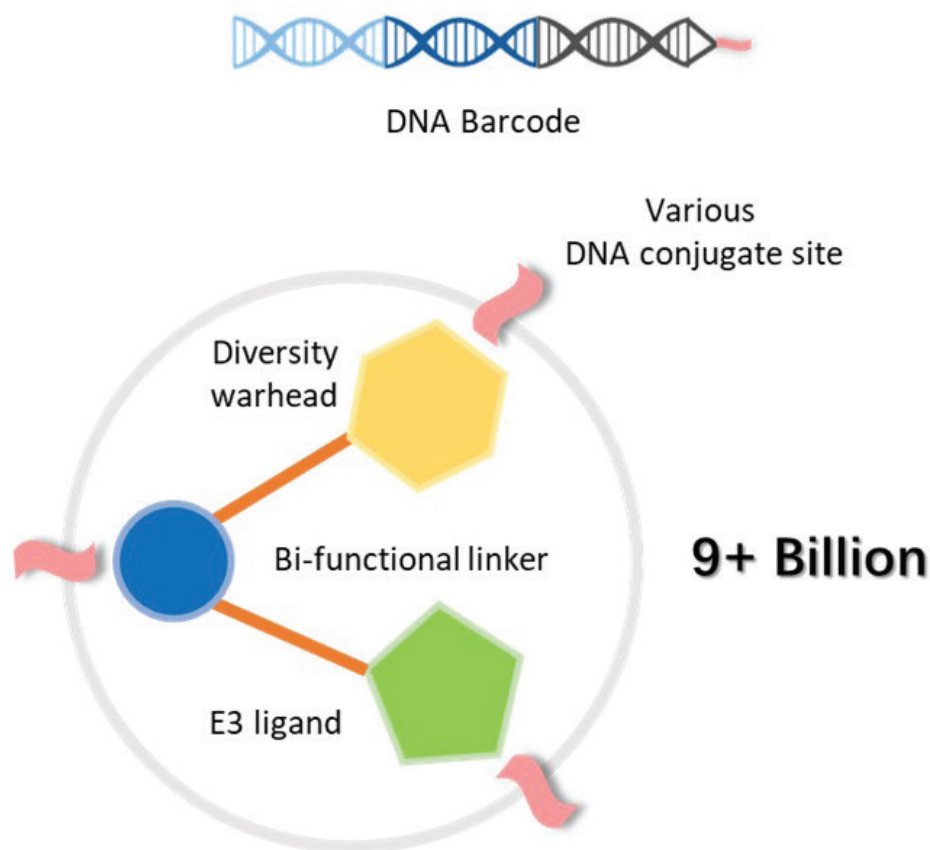 DNA Barcode
Various
DNA conjugate site
Diversity
warhead
Bi-functional linker
9+ Billion
E3 ligand